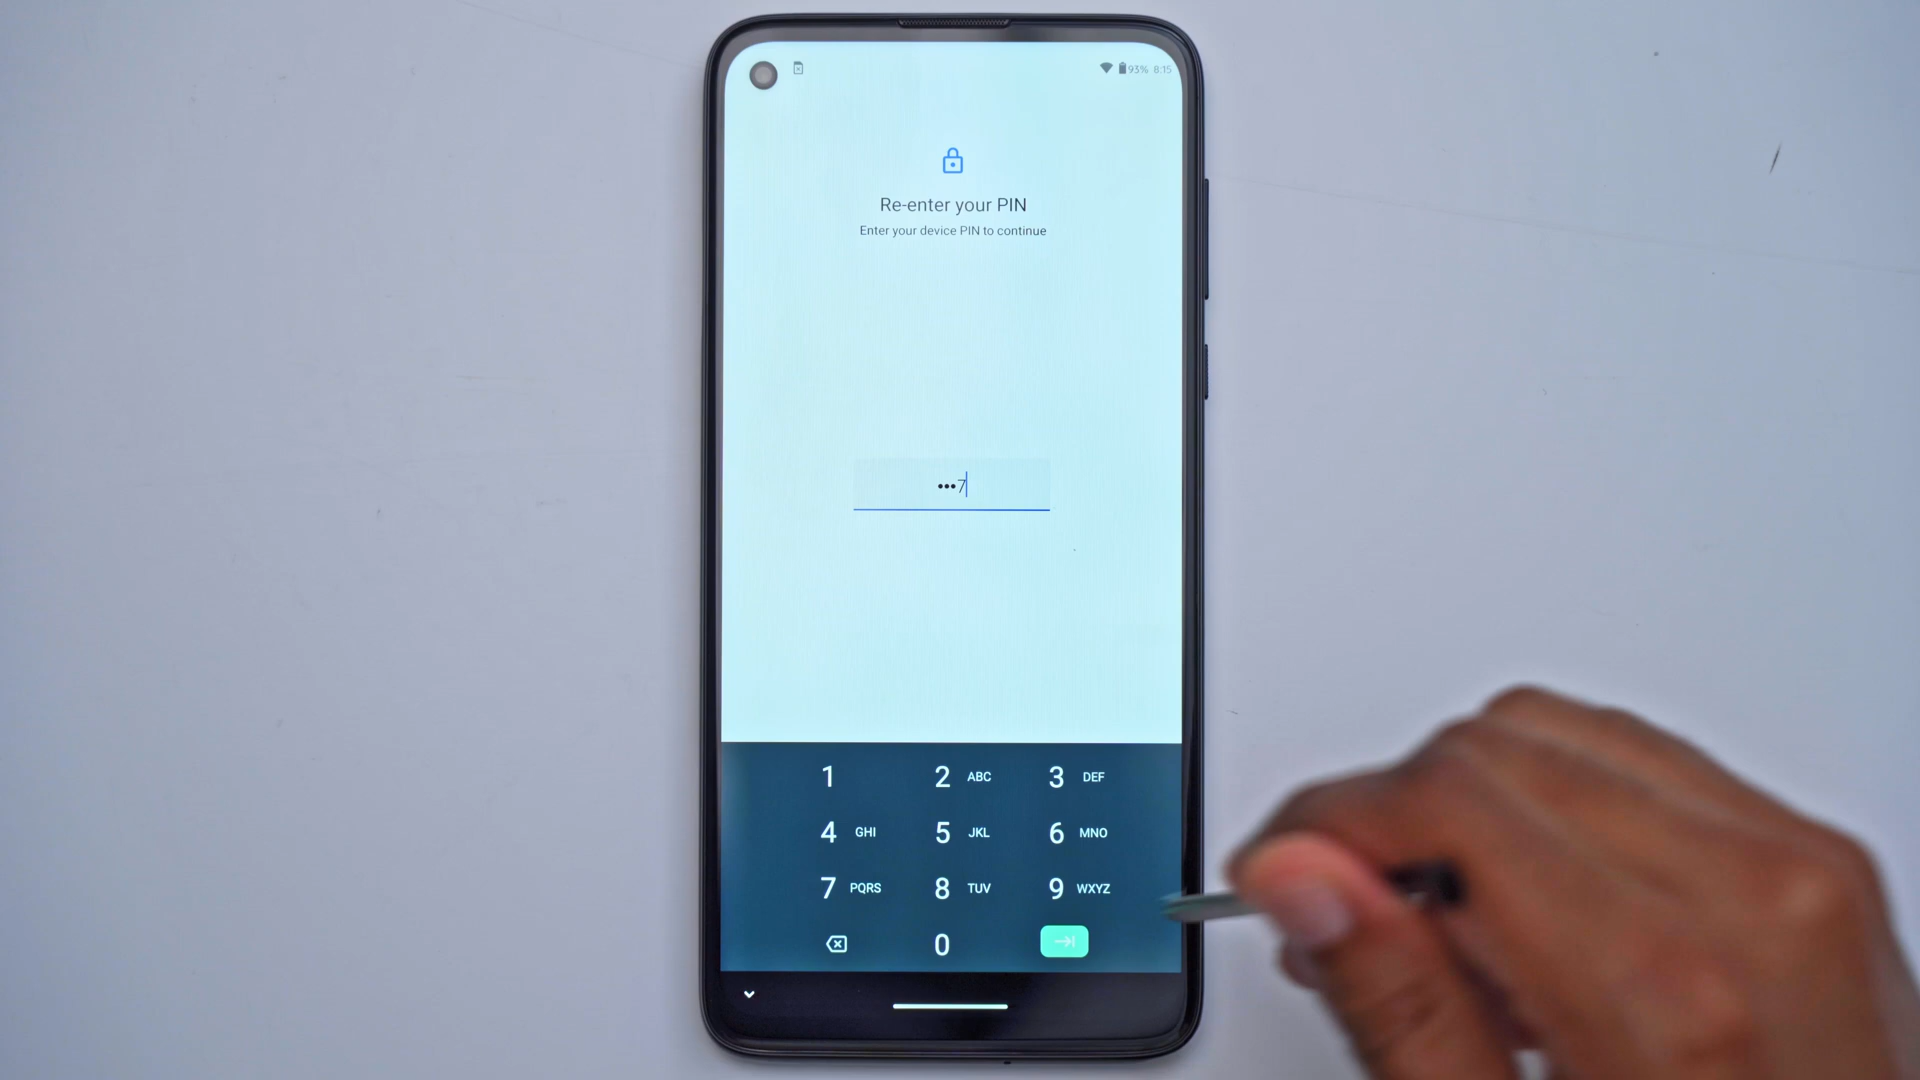 93% 8:15
Re-enter your PIN
Enter your device PIN to continue
•••7
1 2 ABC 3 DEF
4 GHI 5 JKL 6 MNO
7 PQRS 8 TUV 9 WXYZ
0